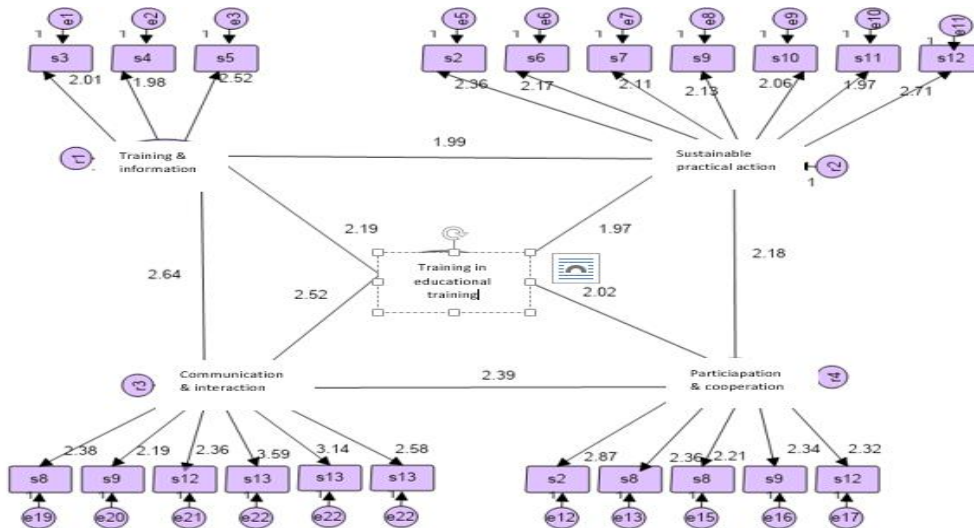 e1 e2 e3 e5 e6 e7 e8 e9 e10 e11
1 1 1 1 1 1 1 1 1 1
s3 s4 s5 s2 s6 s7 s9 s10 s11 s12
2.01 1.98 2.52 2.36 2.17 2.11 2.13 2.06 1.97 2.71
r1
Training &
information
1.99
Sustainable
practical action
r2
1
2.19
1.97
2.64
2.18
Training in
educational
training
2.52
2.02
r3
Communication
& interaction
2.39
Particiapation
& cooperation
r4
2.38 2.19 2.36 3.59 3.14 2.58 2.87 2.36 2.21 2.34 2.32
s8 s9 s12 s13 s13 s13 s2 s8 s8 s9 s12
1 1 1 1 1 1 1 1 1 1 1
e19 e20 e21 e22 e22 e22 e12 e13 e15 e16 e17